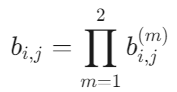 $b_{i,j} = \prod_{m=1}^{2} b_{i,j}^{(m)}$